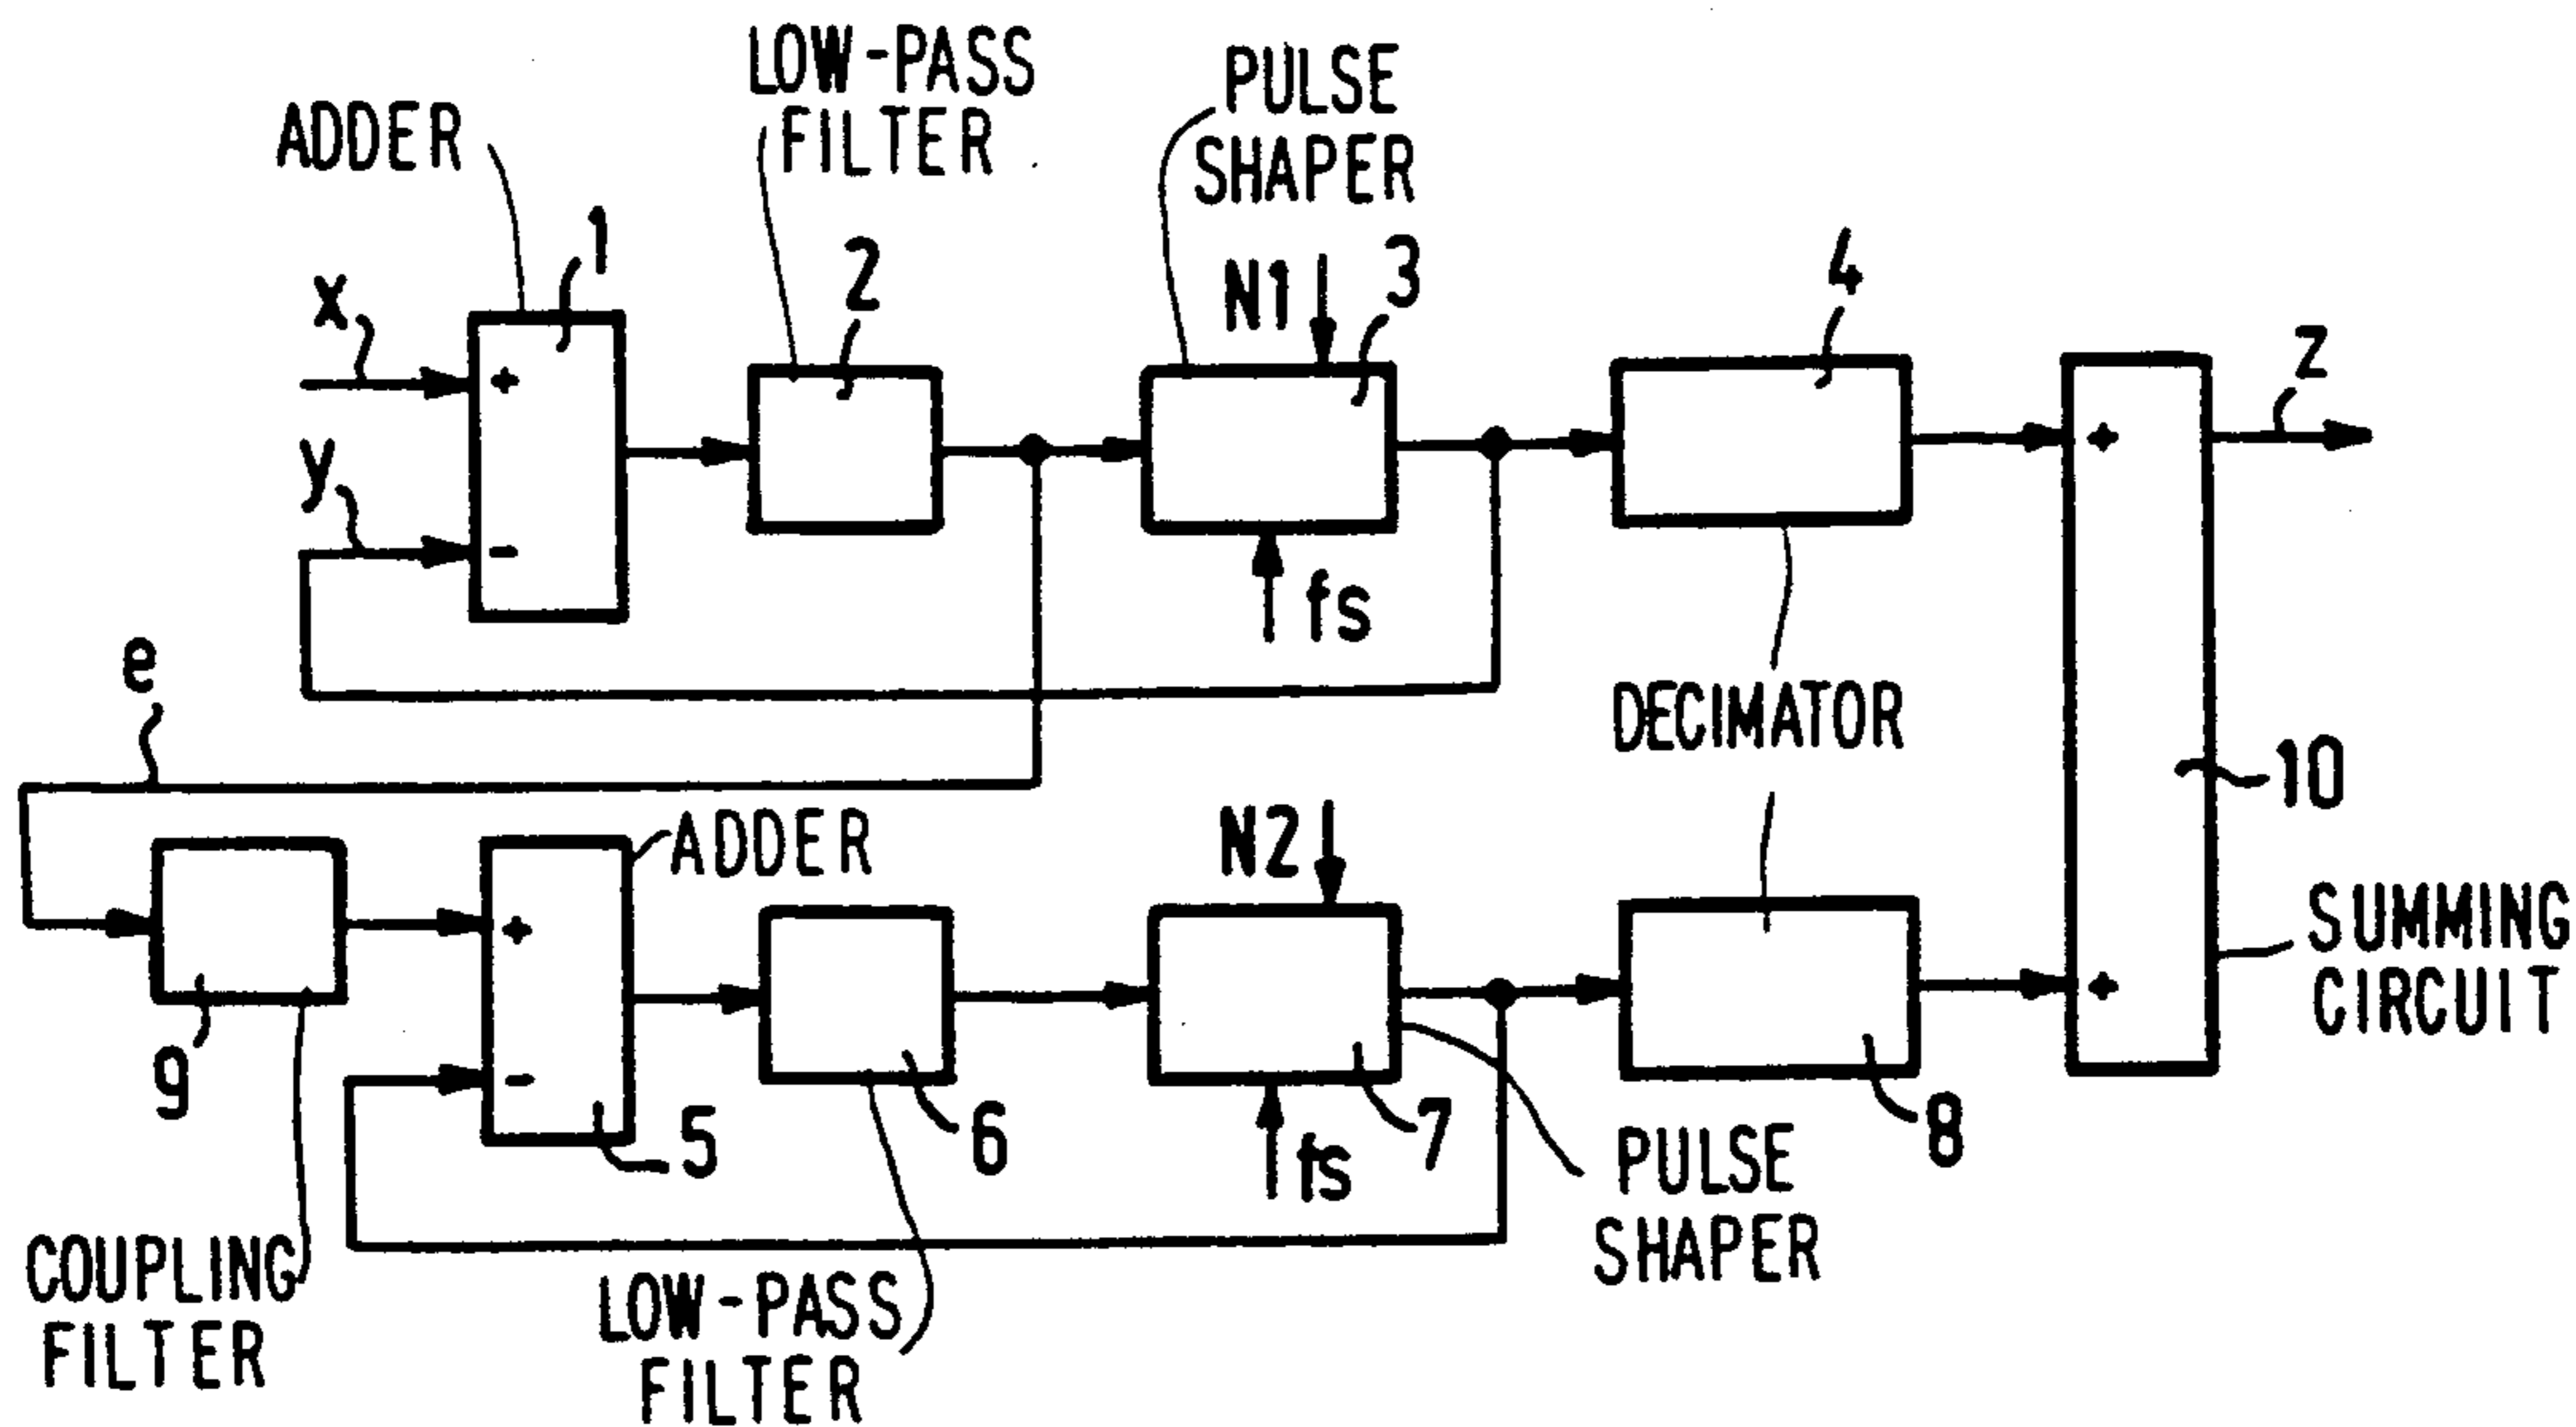 LOW-PASS
FILTER
PULSE
SHAPER
ADDER
1
2
N1
3
4
x
z
+
+
y
-
fs
e
DECIMATOR
10
ADDER
N2
+
SUMMING
CIRCUIT
+
9
-
5
6
fs
7
8
PULSE
SHAPER
COUPLING
FILTER
LOW-PASS
FILTER